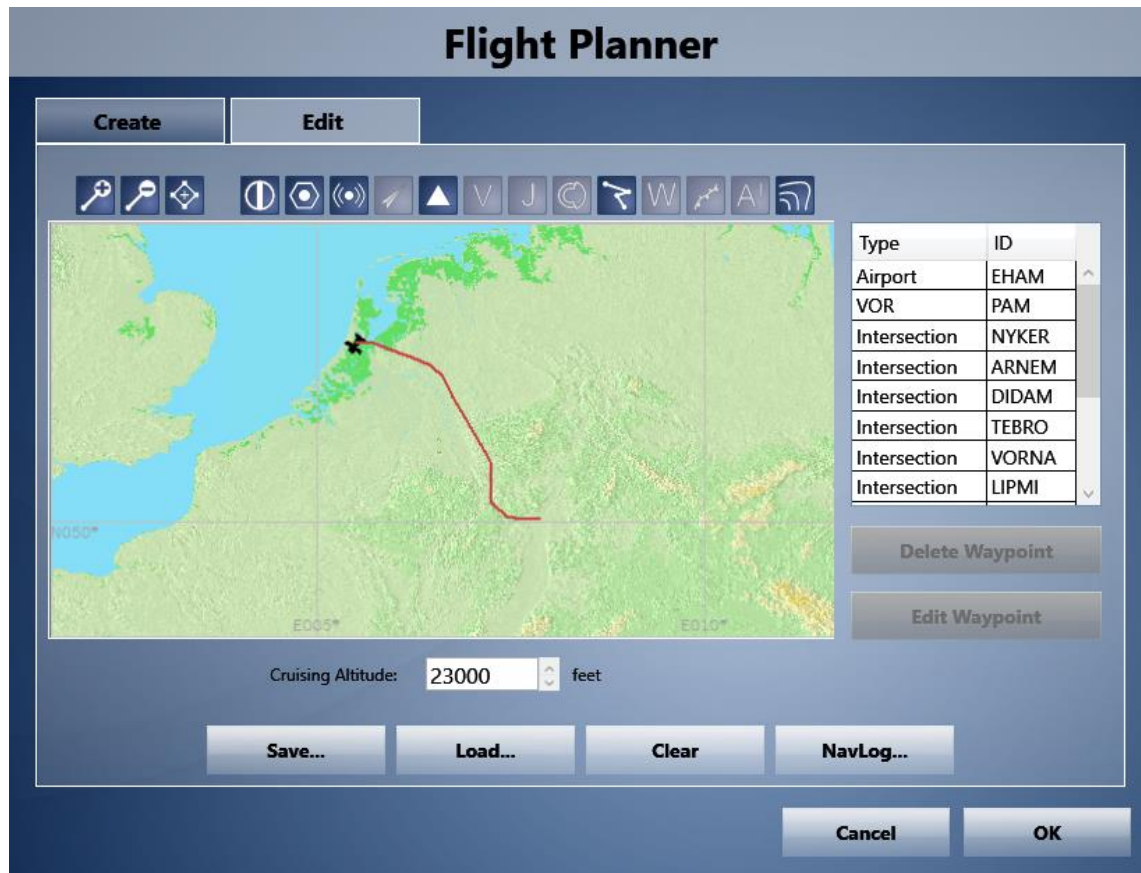 Flight Planner
Create Edit
V J W A
Type ID
Airport EHAM
VOR PAM
Intersection NYKER
Intersection ARNEM
Intersection DIDAM
Intersection TEBRO
Intersection VORNA
Intersection LIPMI
N050°
E005° E010°
Delete Waypoint
Edit Waypoint
Cruising Altitude: 23000 feet
Save... Load... Clear NavLog...
Cancel OK